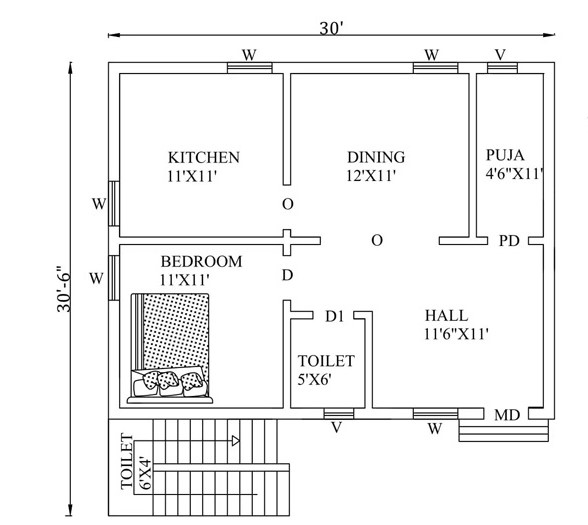 30'
W
W
V
KITCHEN
11'X11'
DINING
12'X11'
PUJA
4'6"X11'
W
O
O
PD
30'-6"
W
BEDROOM
11'X11'
D
D1
HALL
11'6"X11'
TOILET
5'X6'
MD
V
W
TOILET
6'X4'